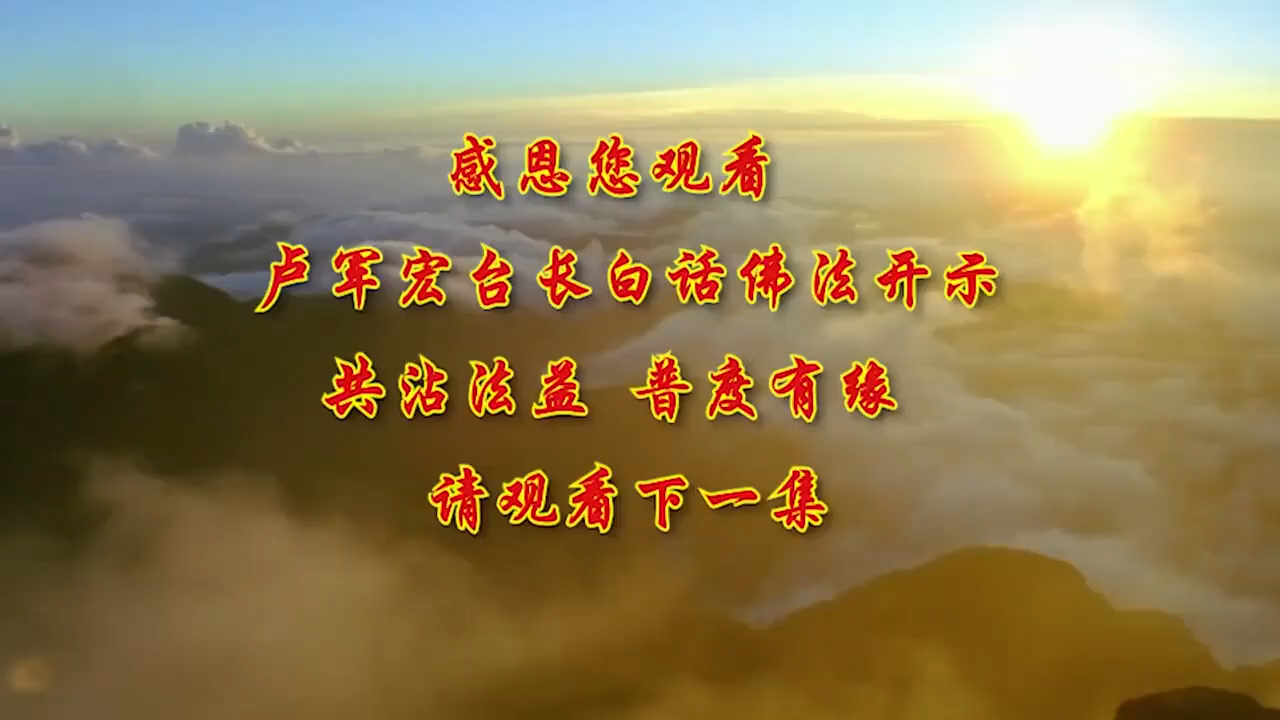 感恩您观看
卢军宏台长白话佛法开示
共沾法益 普度有缘
请观看下一集